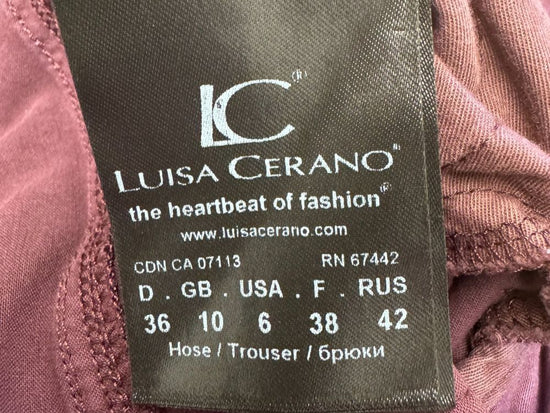 LC (R)
LUISA CERANO (R)
the heartbeat of fashion (R)
www.luisacerano.com
CDN CA 07113 RN 67442
D . GB . USA . F . RUS
36 10 6 38 42
Hose / Trouser / брюки